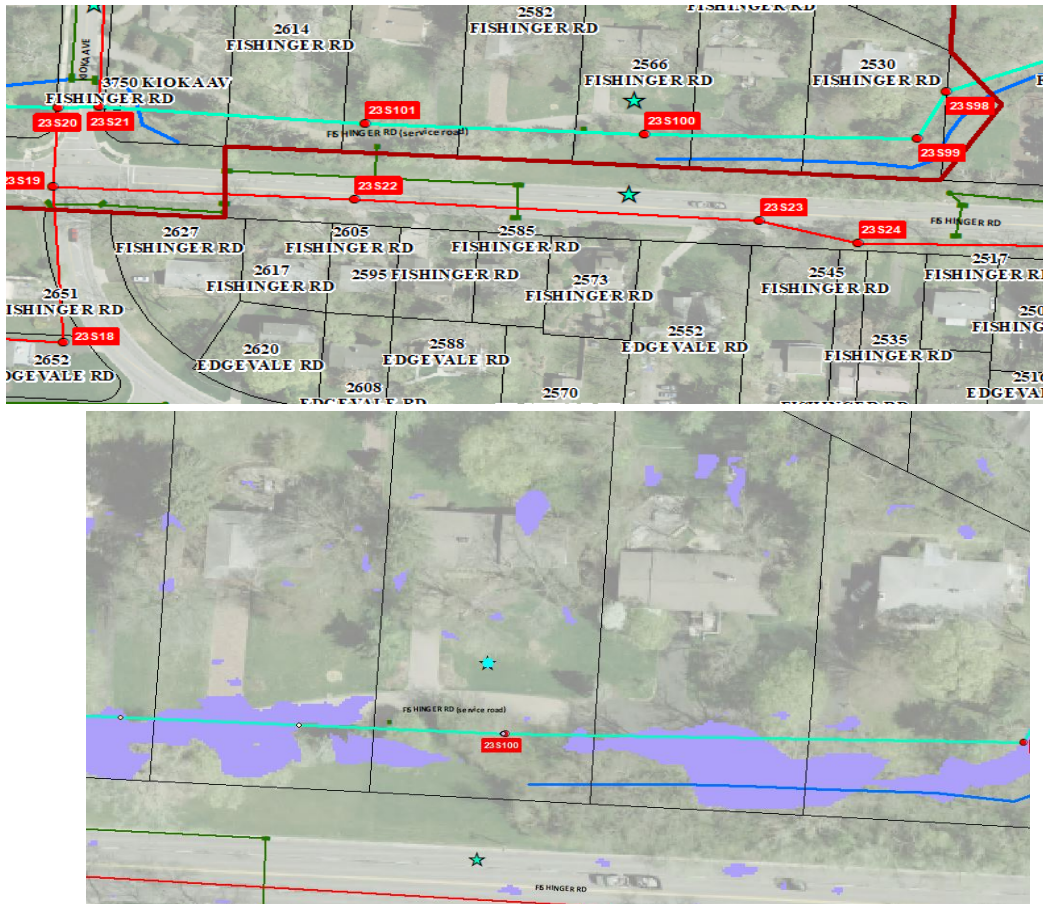 2614
FISHINGER RD
2582
FISHINGER RD
FISHINGER RD
KIOKA AVE
3750 KIOKA AV
FISHINGER RD
2566
FISHINGER RD
2530
FISHINGER RD
23S20
23S21
23S101
23S100
23S98
23S99
FISHINGER RD (service road)
23S19
23S22
23S23
23S24
FISHINGER RD
2627
FISHINGER RD
2605
FISHINGER RD
2585
FISHINGER RD
2617
FISHINGER RD
2595 FISHINGER RD
2573
FISHINGER RD
2545
FISHINGER RD
2517
FISHINGER RD
2651
FISHINGER RD
23S18
2652
EDGEVALE RD
2620
EDGEVALE RD
2588
EDGEVALE RD
2552
EDGEVALE RD
2535
FISHINGER RD
2608
EDGEVALE RD
2570
FISHINGER RD
FISHINGER RD (service road)
23S100
FISHINGER RD